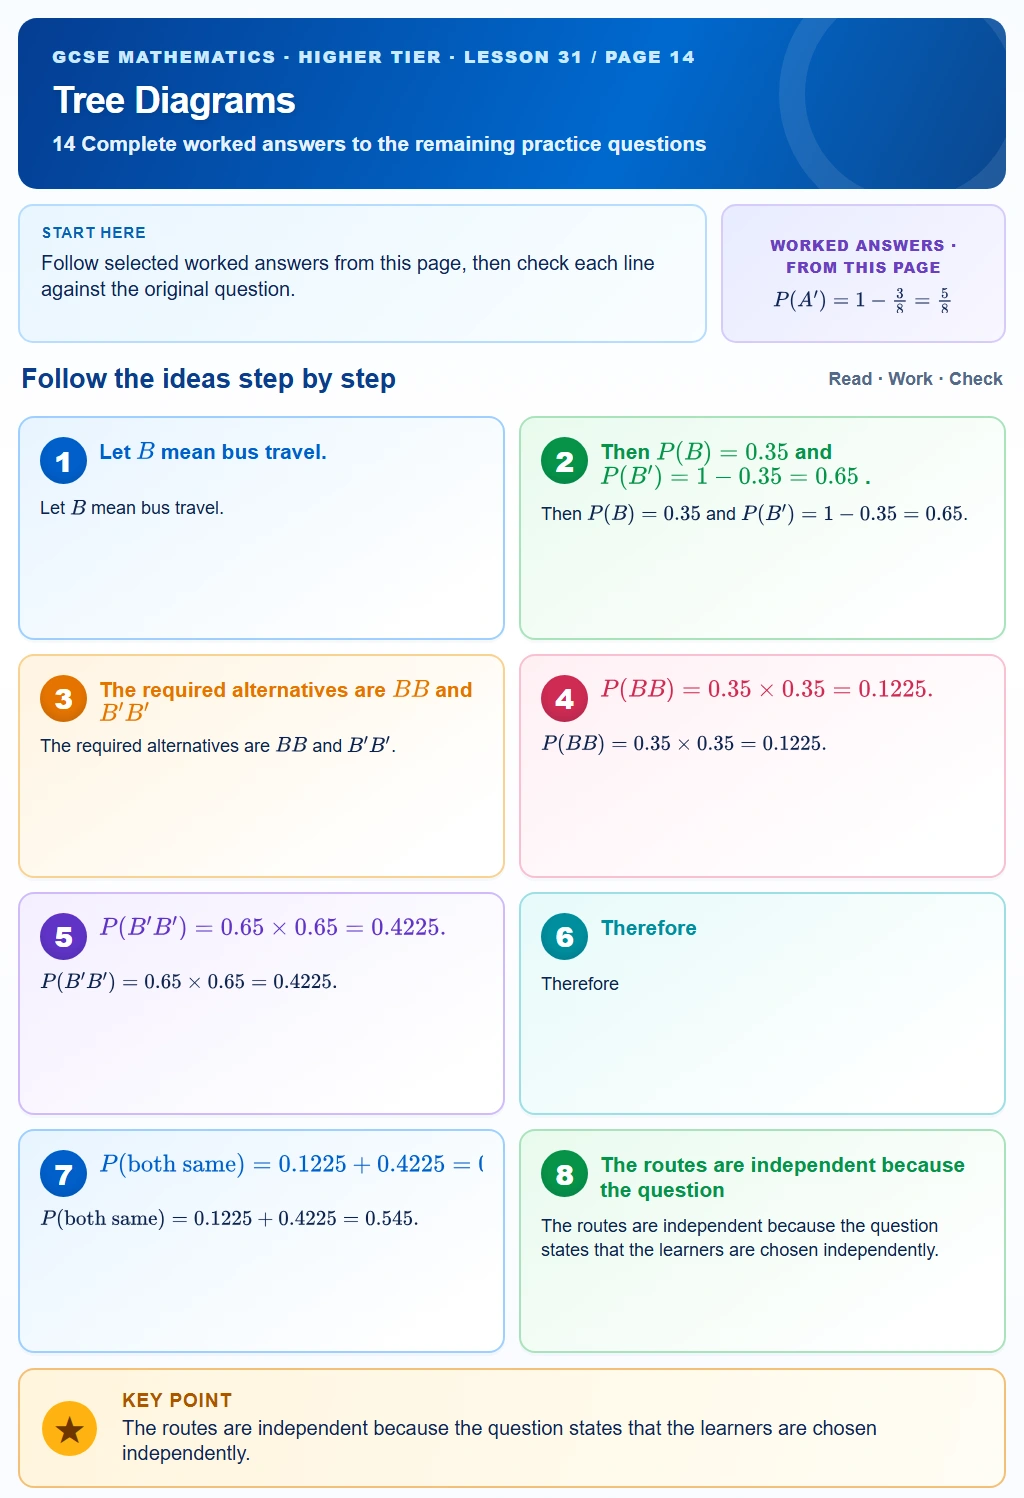 GCSE MATHEMATICS · HIGHER TIER · LESSON 31 / PAGE 14
Tree Diagrams
14 Complete worked answers to the remaining practice questions
START HERE
Follow selected worked answers from this page, then check each line
against the original question.
WORKED ANSWERS ·
FROM THIS PAGE
P(A′) = 1 − 3/8 = 5/8
Follow the ideas step by step
Read · Work · Check
1
Let B mean bus travel.
Let B mean bus travel.
2
Then P(B) = 0.35 and
P(B′) = 1 − 0.35 = 0.65 .
Then P(B) = 0.35 and P(B′) = 1 − 0.35 = 0.65.
3
The required alternatives are BB and
B′B′
The required alternatives are BB and B′B′.
4
P(BB) = 0.35 × 0.35 = 0.1225.
P(BB) = 0.35 × 0.35 = 0.1225.
5
P(B′B′) = 0.65 × 0.65 = 0.4225.
P(B′B′) = 0.65 × 0.65 = 0.4225.
6
Therefore
Therefore
7
P(both same) = 0.1225 + 0.4225 =
P(both same) = 0.1225 + 0.4225 = 0.545.
8
The routes are independent because
the question
The routes are independent because the question
states that the learners are chosen independently.
KEY POINT
The routes are independent because the question states that the learners are chosen
independently.